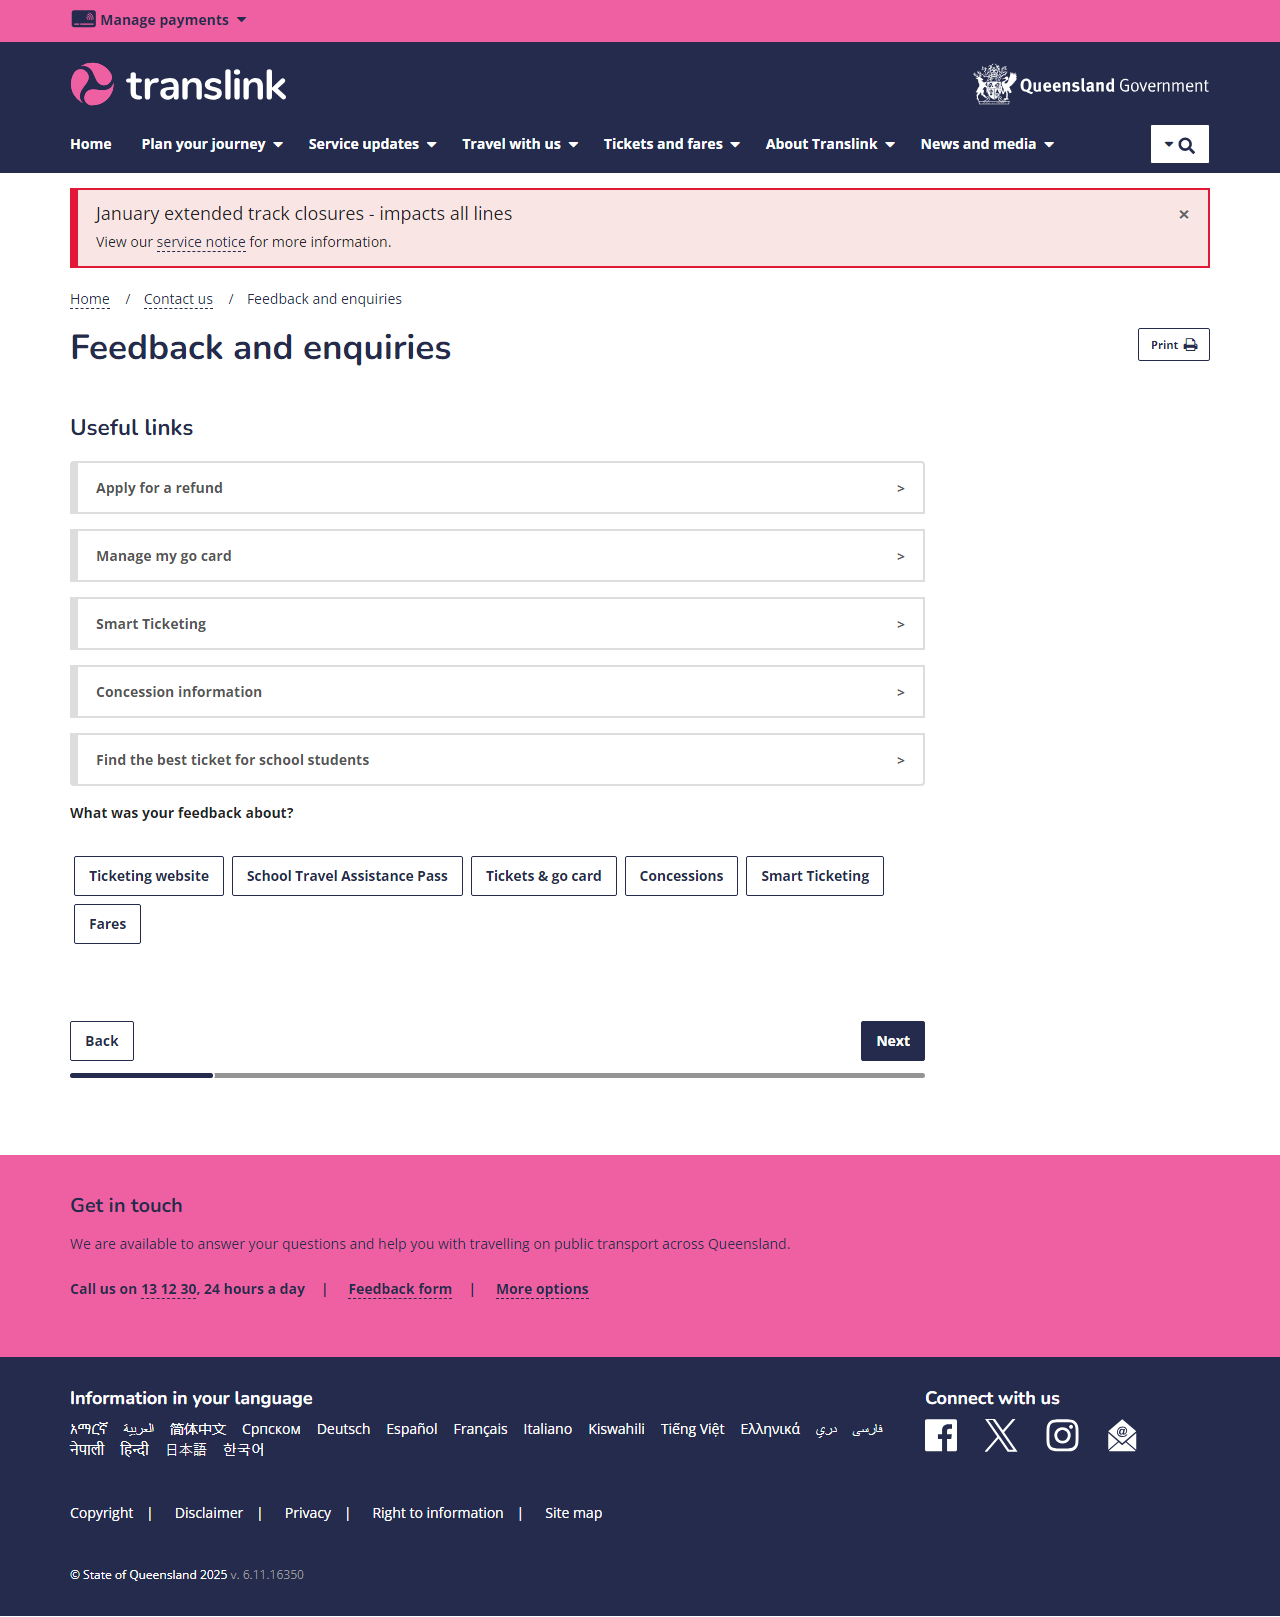 Manage payments
translink
Queensland Government
Home Plan your journey Service updates Travel with us Tickets and fares About Translink News and media
January extended track closures - impacts all lines ×
View our service notice for more information.
Home / Contact us / Feedback and enquiries
Feedback and enquiries
Print
Useful links
Apply for a refund >
Manage my go card >
Smart Ticketing >
Concession information >
Find the best ticket for school students >
What was your feedback about?
Ticketing website School Travel Assistance Pass Tickets & go card Concessions Smart Ticketing
Fares
Back Next
Get in touch
We are available to answer your questions and help you with travelling on public transport across Queensland.
Call us on 13 12 30, 24 hours a day | Feedback form | More options
Information in your language
Connect with us
አማርኛ العربية 简体中文 Српском Deutsch Español Français Italiano Kiswahili Tiếng Việt Ελληνικά دري فارسی
नेपाली हिन्दी 日本語 한국어
Copyright | Disclaimer | Privacy | Right to information | Site map
© State of Queensland 2025 v. 6.11.16350